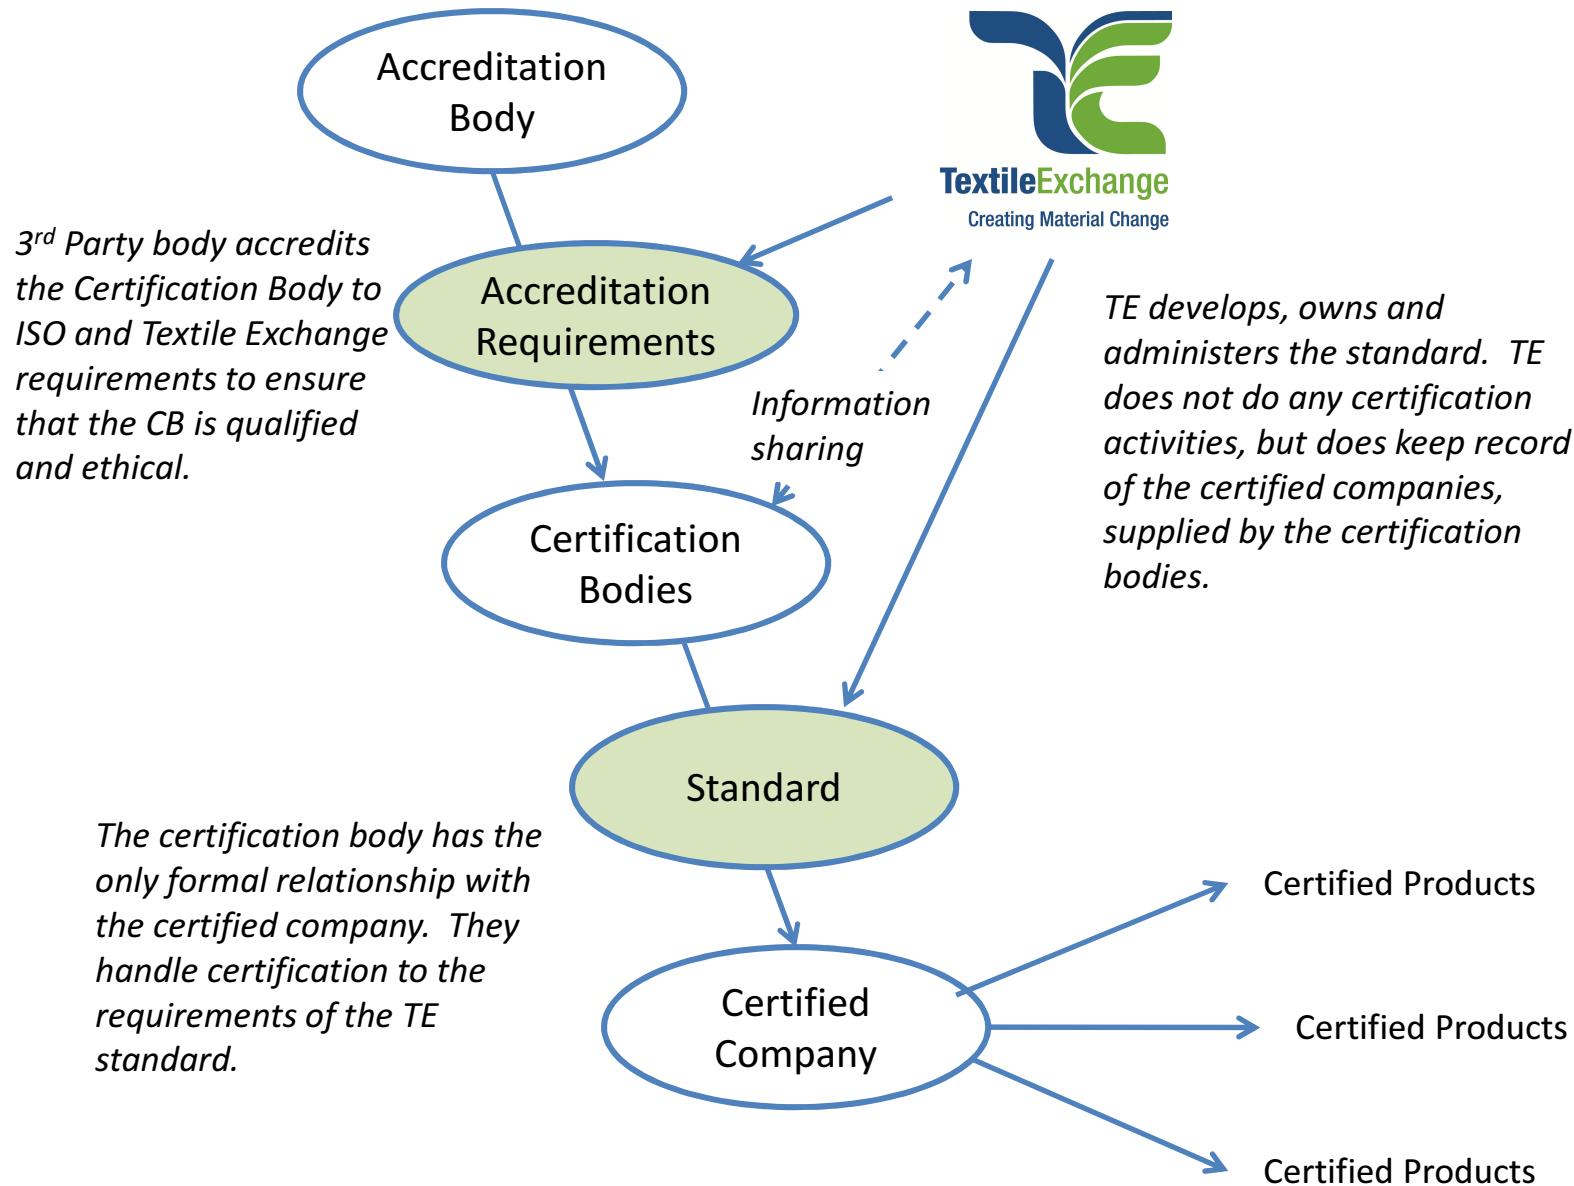 Accreditation
Body
TextileExchange
Creating Material Change
3rd Party body accredits
the Certification Body to
ISO and Textile Exchange
requirements to ensure
that the CB is qualified
and ethical.
Accreditation
Requirements
Information
sharing
TE develops, owns and
administers the standard.  TE
does not do any certification
activities, but does keep record
of the certified companies,
supplied by the certification
bodies.
Certification
Bodies
Standard
The certification body has the
only formal relationship with
the certified company.  They
handle certification to the
requirements of the TE
standard.
Certified
Company
Certified Products
Certified Products
Certified Products